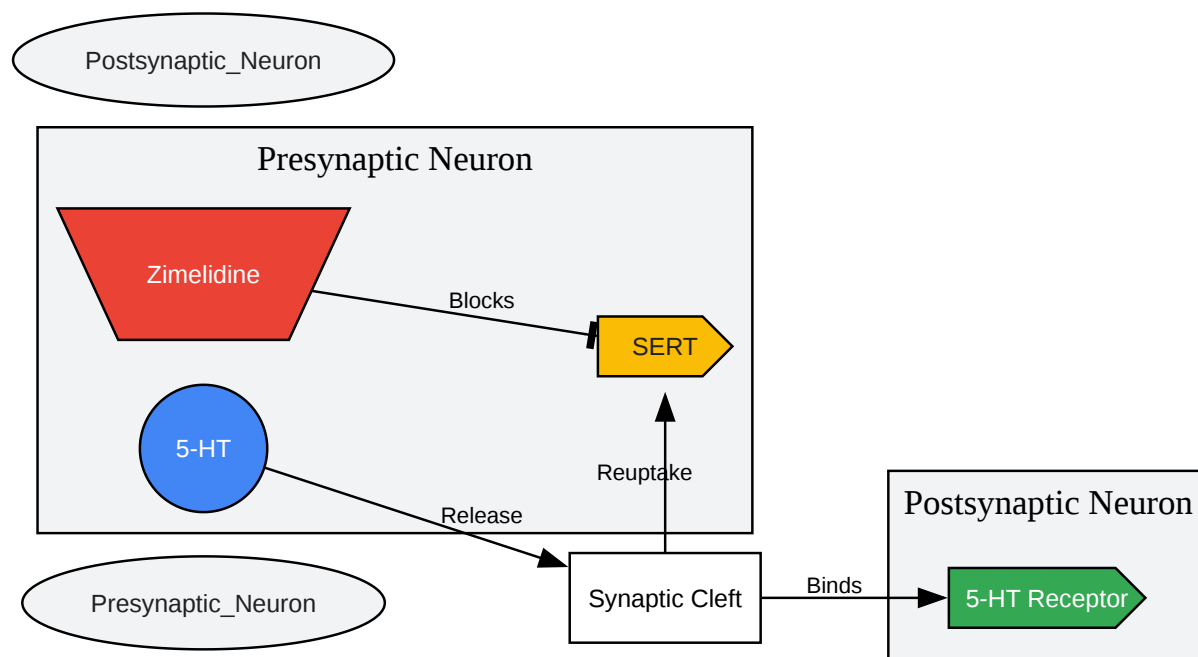 Postsynaptic_Neuron
Presynaptic Neuron
Zimelidine
Blocks
SERT
5-HT
Reuptake
Release
Postsynaptic Neuron
Presynaptic_Neuron
Synaptic Cleft
Binds
5-HT Receptor